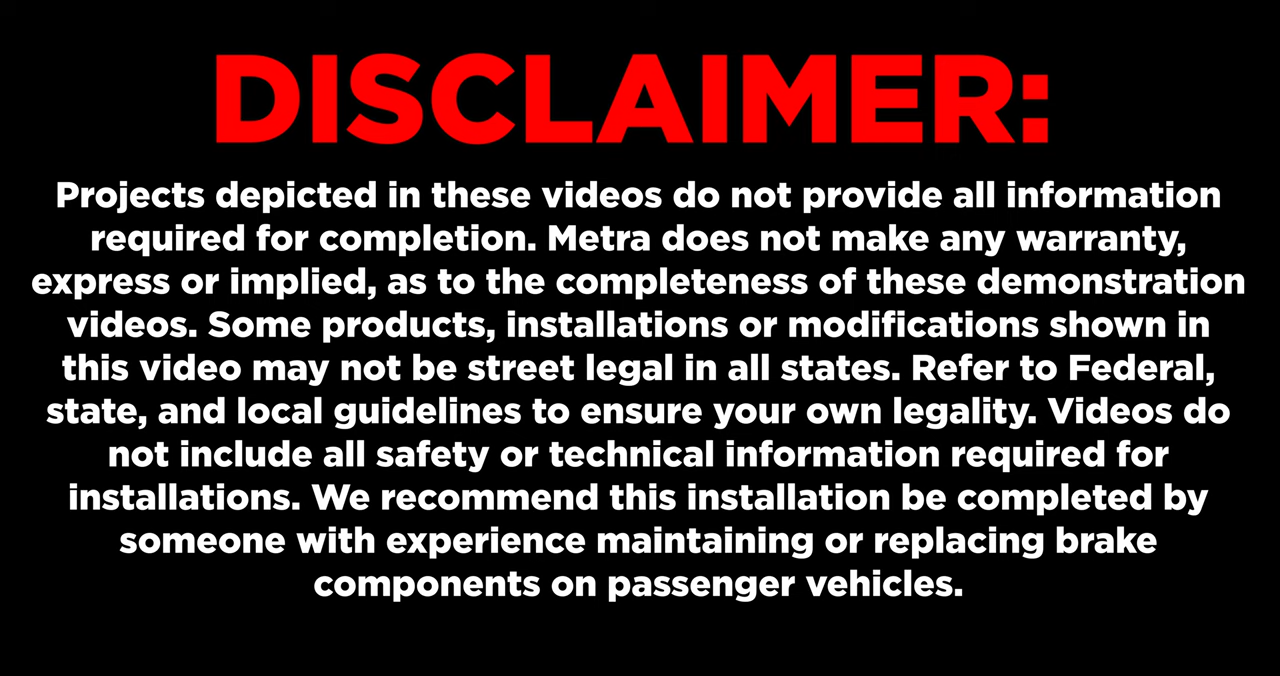 DISCLAIMER:
Projects depicted in these videos do not provide all information
required for completion. Metra does not make any warranty,
express or implied, as to the completeness of these demonstration
videos. Some products, installations or modifications shown in
this video may not be street legal in all states. Refer to Federal,
state, and local guidelines to ensure your own legality. Videos do
not include all safety or technical information required for
installations. We recommend this installation be completed by
someone with experience maintaining or replacing brake
components on passenger vehicles.